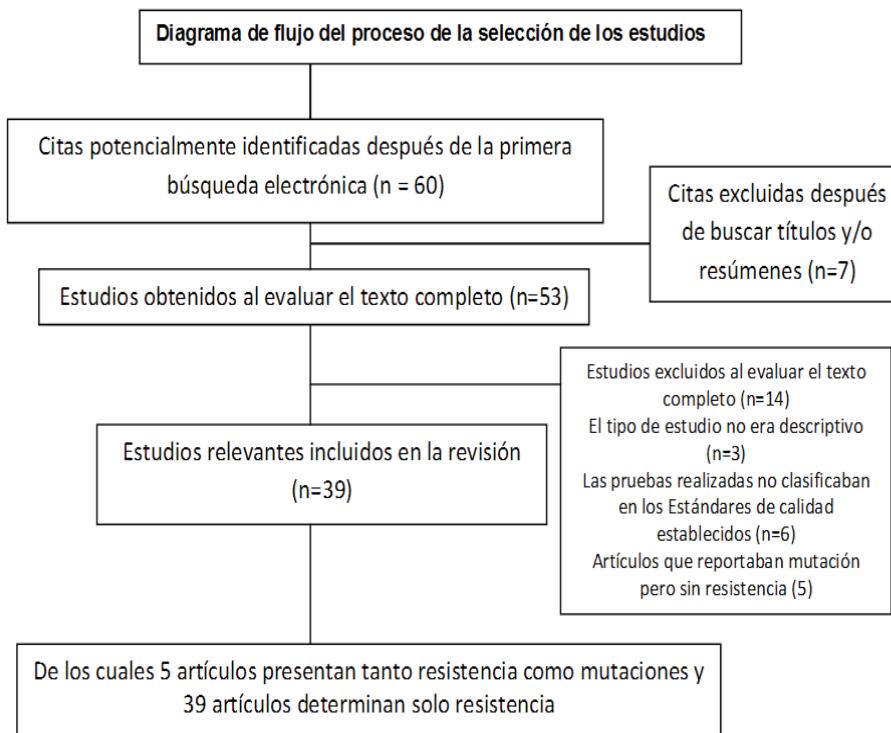 Diagrama de flujo del proceso de la selección de los estudios
Citas potencialmente identificadas después de la primera
búsqueda electrónica (n = 60)
Citas excluidas después
de buscar títulos y/o
resúmenes (n=7)
Estudios obtenidos al evaluar el texto completo (n=53)
Estudios excluidos al evaluar el texto
completo (n=14)
El tipo de estudio no era descriptivo
(n=3)
Las pruebas realizadas no clasificaban
en los Estándares de calidad
establecidos (n=6)
Artículos que reportaban mutación
pero sin resistencia (5)
Estudios relevantes incluidos en la revisión
(n=39)
De los cuales 5 artículos presentan tanto resistencia como mutaciones y
39 artículos determinan solo resistencia